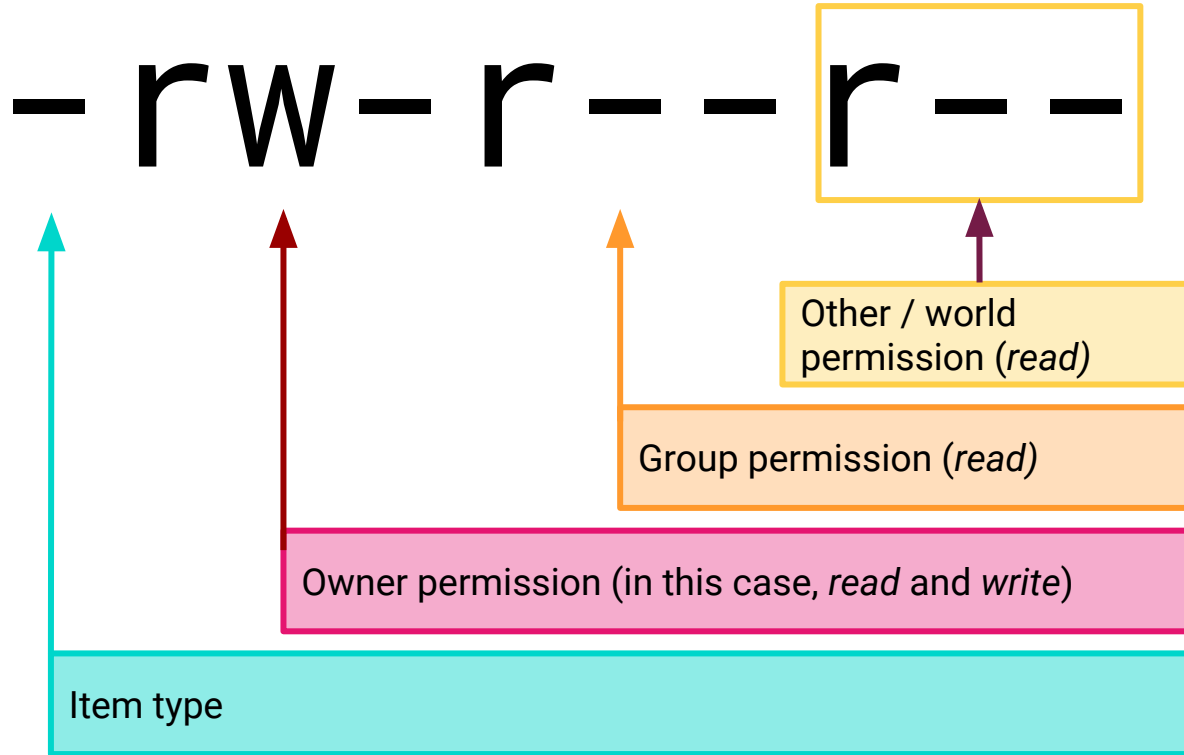 -rw-r--r--
Other / world
permission (read)
Group permission (read)
Owner permission (in this case, read and write)
Item type